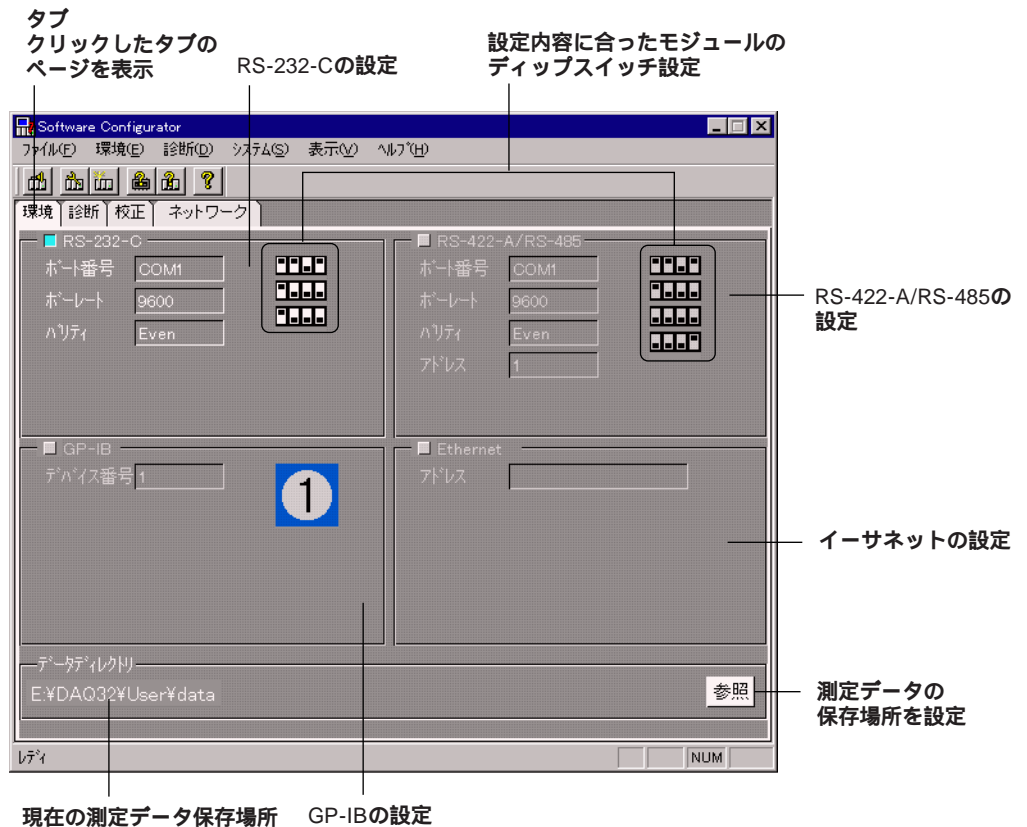 タブ
クリックしたタブの
ページを表示
RS-232-Cの設定
設定内容に合ったモジュールの
ディップスイッチ設定
Software Configurator
ファイル(F) 環境(E) 診断(D) システム(S) 表示(V) ヘルプ(H)
環境 診断 校正 ネットワーク
RS-232-C
ポート番号 COM1
ボーレート 9600
パリティ Even
RS-422-A/RS-485
ポート番号 COM1
ボーレート 9600
パリティ Even
アドレス 1
RS-422-A/RS-485の
設定
GP-IB
デバイス番号 1
1
Ethernet
アドレス
イーサネットの設定
データディレクトリ
E:¥DAQ32¥User¥data
参照
測定データの
保存場所を設定
レディ
NUM
現在の測定データ保存場所
GP-IBの設定